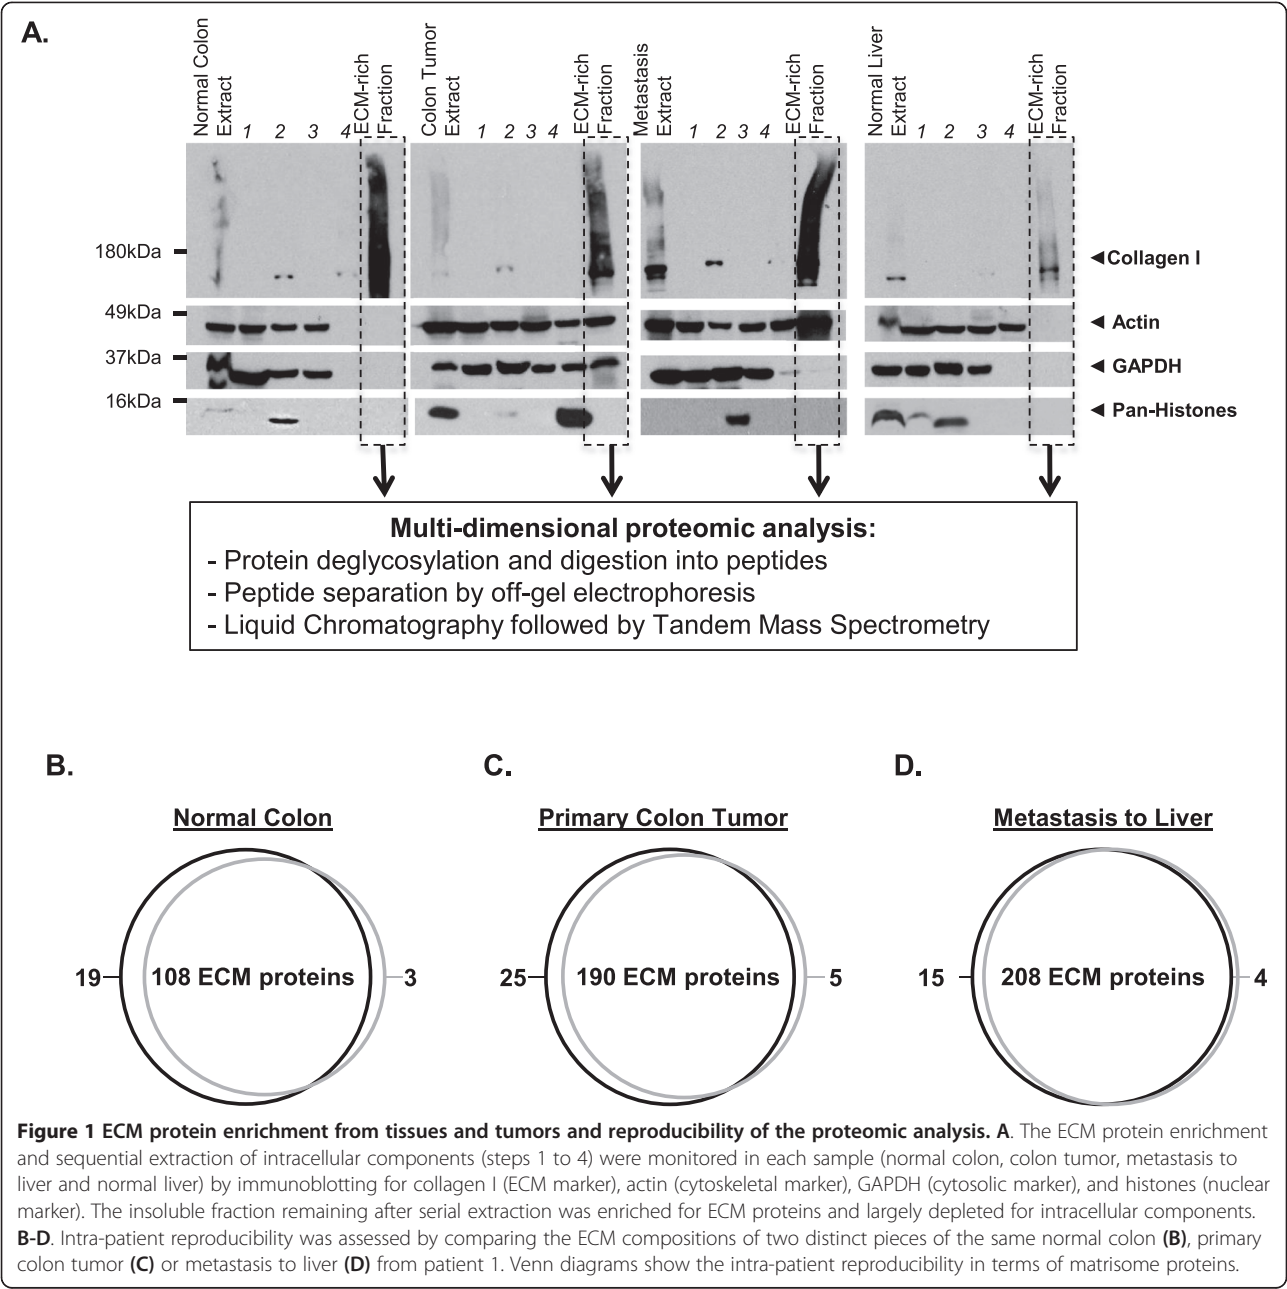 A.
Normal Colon
Extract
1 2 3 4
ECM-rich
Fraction
Colon Tumor
Extract
1 2 3 4
ECM-rich
Fraction
Metastasis
Extract
1 2 3 4
ECM-rich
Fraction
Normal Liver
Extract
1 2 3 4
ECM-rich
Fraction
180kDa
Collagen I
49kDa
Actin
37kDa
GAPDH
16kDa
Pan-Histones
Multi-dimensional proteomic analysis:
- Protein deglycosylation and digestion into peptides
- Peptide separation by off-gel electrophoresis
- Liquid Chromatography followed by Tandem Mass Spectrometry
B.
Normal Colon
19
108 ECM proteins
3
C.
Primary Colon Tumor
25
190 ECM proteins
5
D.
Metastasis to Liver
15
208 ECM proteins
4
Figure 1 ECM protein enrichment from tissues and tumors and reproducibility of the proteomic analysis. A. The ECM protein enrichment
and sequential extraction of intracellular components (steps 1 to 4) were monitored in each sample (normal colon, colon tumor, metastasis to
liver and normal liver) by immunoblotting for collagen I (ECM marker), actin (cytoskeletal marker), GAPDH (cytosolic marker), and histones (nuclear
marker). The insoluble fraction remaining after serial extraction was enriched for ECM proteins and largely depleted for intracellular components.
B-D. Intra-patient reproducibility was assessed by comparing the ECM compositions of two distinct pieces of the same normal colon (B), primary
colon tumor (C) or metastasis to liver (D) from patient 1. Venn diagrams show the intra-patient reproducibility in terms of matrisome proteins.